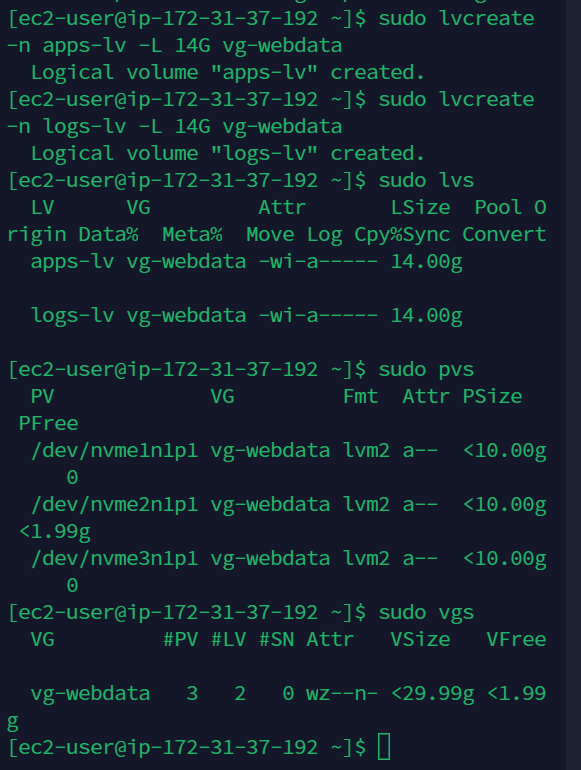 [ec2-user@ip-172-31-37-192 ~]$ sudo lvcreate
-n apps-lv -L 14G vg-webdata
  Logical volume "apps-lv" created.
[ec2-user@ip-172-31-37-192 ~]$ sudo lvcreate
-n logs-lv -L 14G vg-webdata
  Logical volume "logs-lv" created.
[ec2-user@ip-172-31-37-192 ~]$ sudo lvs
  LV      VG         Attr       LSize  Pool O
rigin Data%  Meta%  Move Log Cpy%Sync Convert
  apps-lv vg-webdata -wi-a----- 14.00g
  logs-lv vg-webdata -wi-a----- 14.00g
[ec2-user@ip-172-31-37-192 ~]$ sudo pvs
  PV             VG         Fmt  Attr PSize
 PFree
  /dev/nvme1n1p1 vg-webdata lvm2 a--  <10.00g
     0
  /dev/nvme2n1p1 vg-webdata lvm2 a--  <10.00g
 <1.99g
  /dev/nvme3n1p1 vg-webdata lvm2 a--  <10.00g
     0
[ec2-user@ip-172-31-37-192 ~]$ sudo vgs
  VG         #PV #LV #SN Attr   VSize   VFree
  vg-webdata   3   2   0 wz--n- <29.99g <1.99
g
[ec2-user@ip-172-31-37-192 ~]$